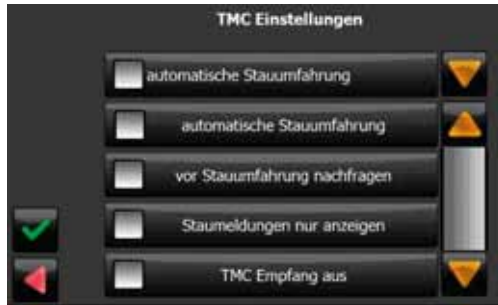 TMC Einstellungen
automatische Stauumfahrung
automatische Stauumfahrung
vor Stauumfahrung nachfragen
Staumeldungen nur anzeigen
TMC Empfang aus